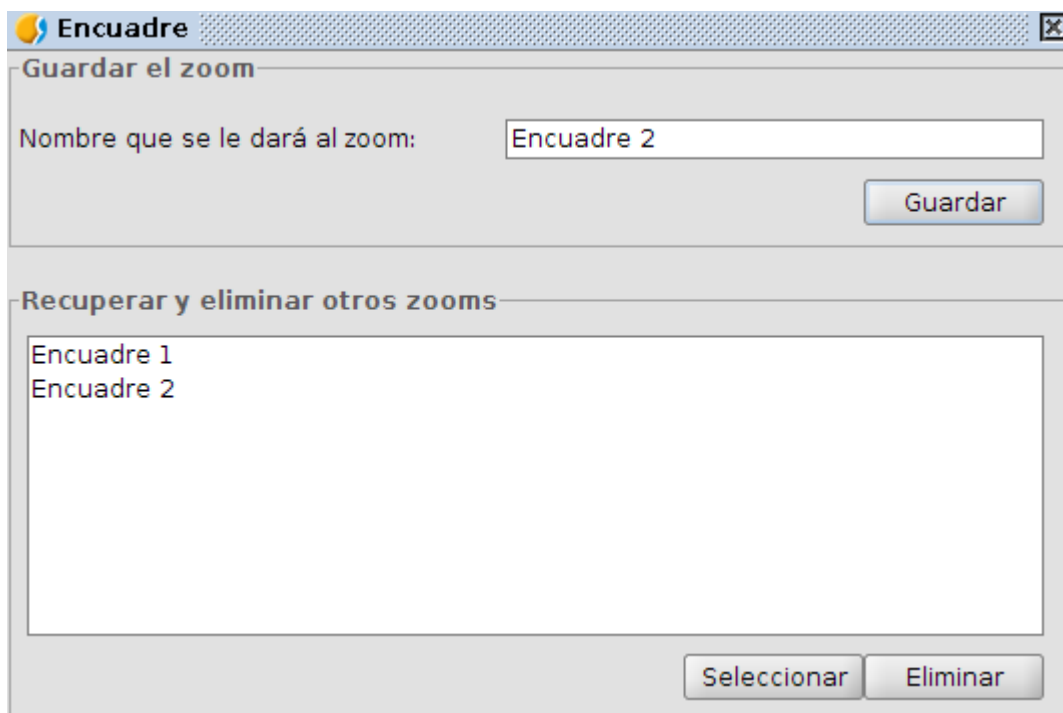 Encuadre
Guardar el zoom
Nombre que se le dará al zoom: Encuadre 2
Guardar
Recuperar y eliminar otros zooms
Encuadre 1
Encuadre 2
Seleccionar Eliminar